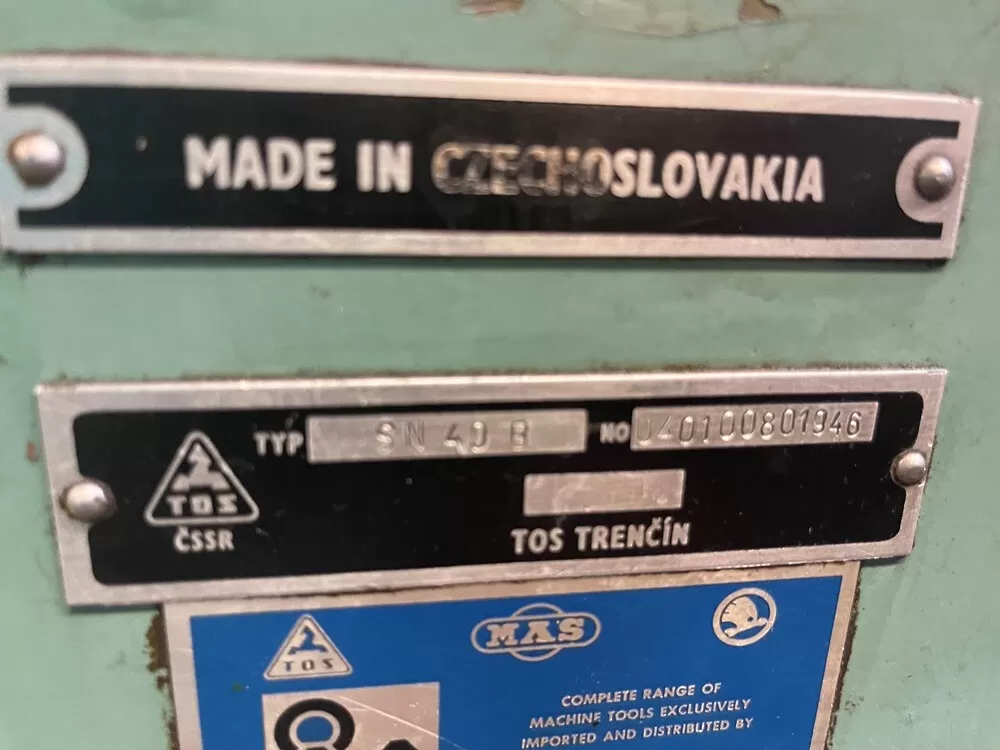 MADE IN CZECHOSLOVAKIA
TYP SN 40 B NO 040100801946
TOS
ČSSR
TOS TRENČÍN
TOS
MAS
COMPLETE RANGE OF
MACHINE TOOLS EXCLUSIVELY
IMPORTED AND DISTRIBUTED BY